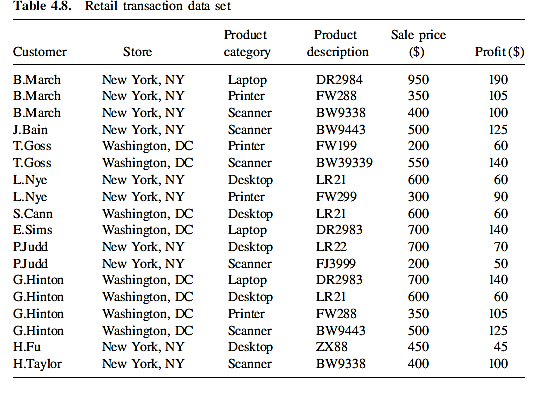 Table 4.8. Retail transaction data set
Product Product Sale price
Customer Store category description ($) Profit ($)
B.March New York, NY Laptop DR2984 950 190
B.March New York, NY Printer FW288 350 105
B.March New York, NY Scanner BW9338 400 100
J.Bain New York, NY Scanner BW9443 500 125
T.Goss Washington, DC Printer FW199 200 60
T.Goss Washington, DC Scanner BW39339 550 140
L.Nye New York, NY Desktop LR21 600 60
L.Nye New York, NY Printer FW299 300 90
S.Cann Washington, DC Desktop LR21 600 60
E.Sims Washington, DC Laptop DR2983 700 140
P.Judd New York, NY Desktop LR22 700 70
P.Judd New York, NY Scanner FJ3999 200 50
G.Hinton Washington, DC Laptop DR2983 700 140
G.Hinton Washington, DC Desktop LR21 600 60
G.Hinton Washington, DC Printer FW288 350 105
G.Hinton Washington, DC Scanner BW9443 500 125
H.Fu New York, NY Desktop ZX88 450 45
H.Taylor New York, NY Scanner BW9338 400 100